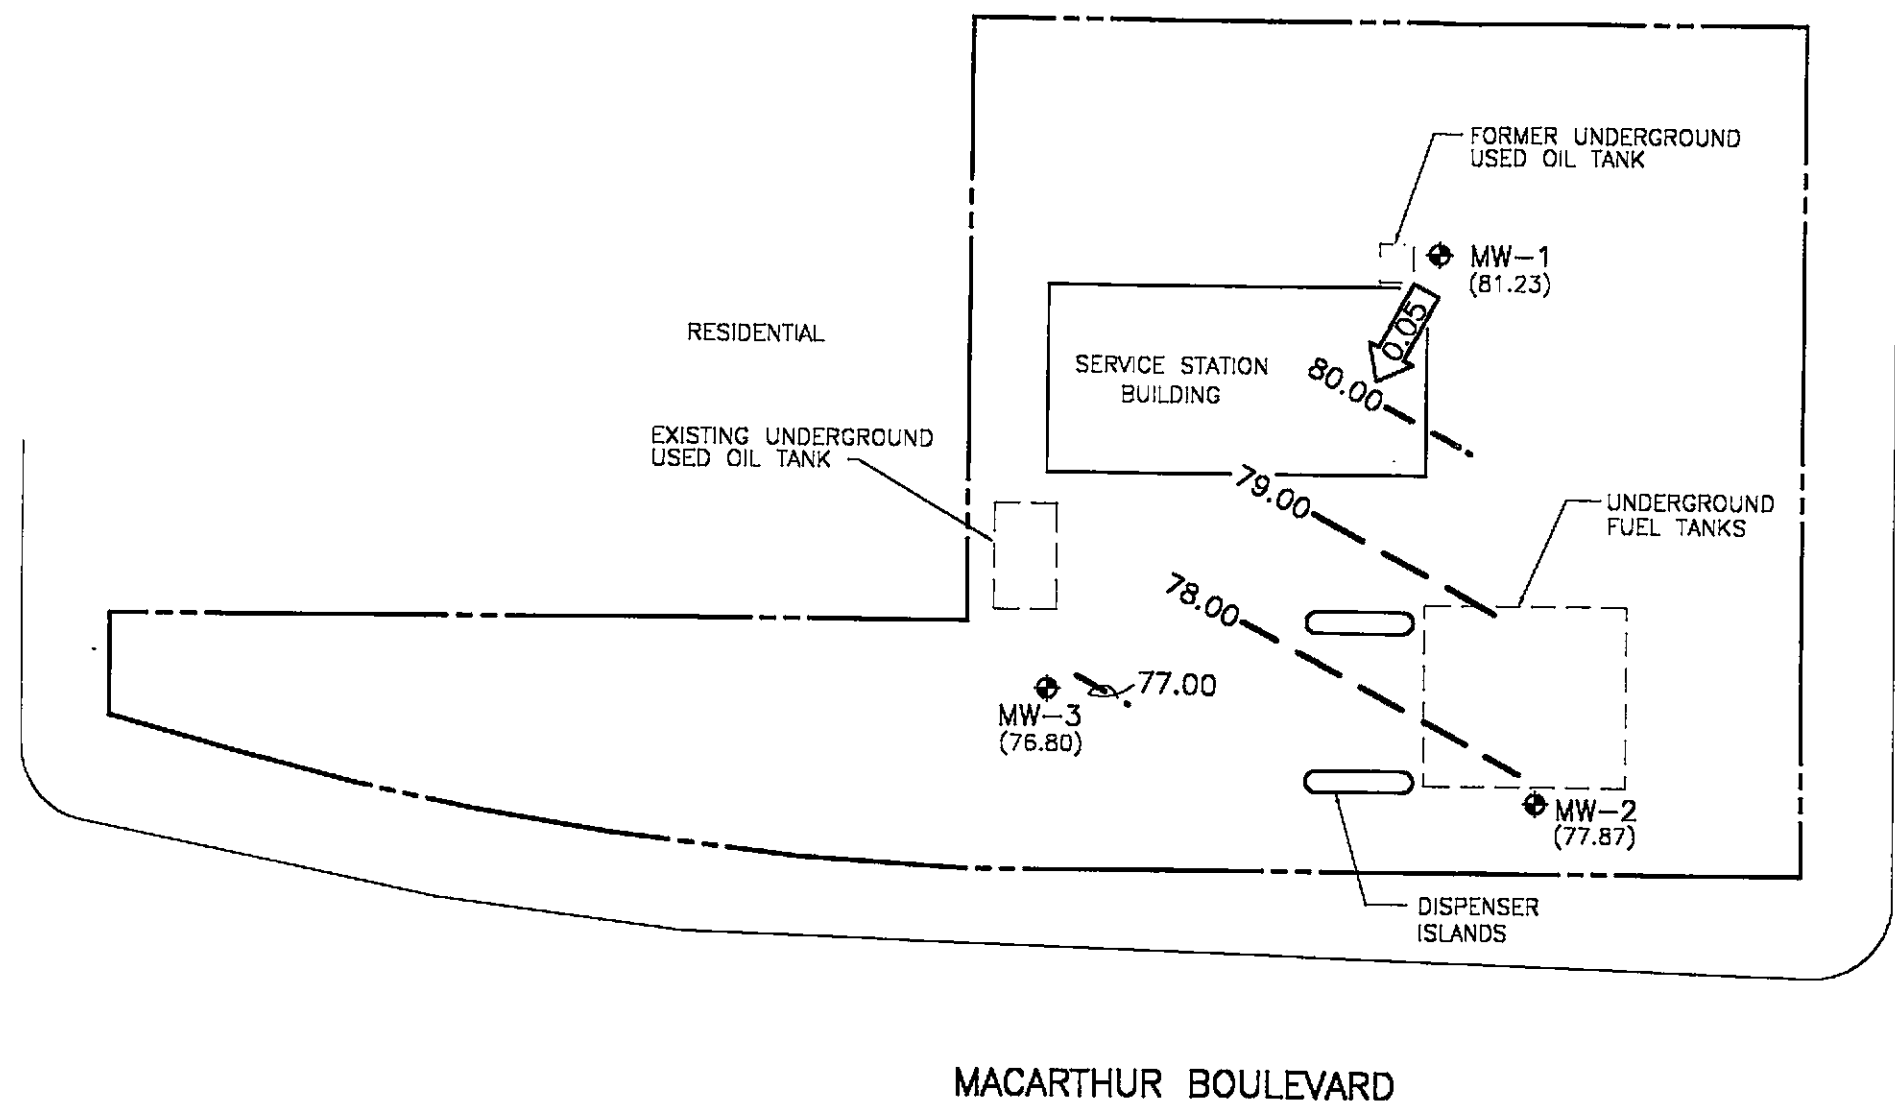 FORMER UNDERGROUND
USED OIL TANK
MW-1
(81.23)
0.05
RESIDENTIAL
SERVICE STATION
BUILDING
80.00
EXISTING UNDERGROUND
USED OIL TANK
79.00
UNDERGROUND
FUEL TANKS
78.00
77.00
MW-3
(76.80)
MW-2
(77.87)
DISPENSER
ISLANDS
MACARTHUR BOULEVARD